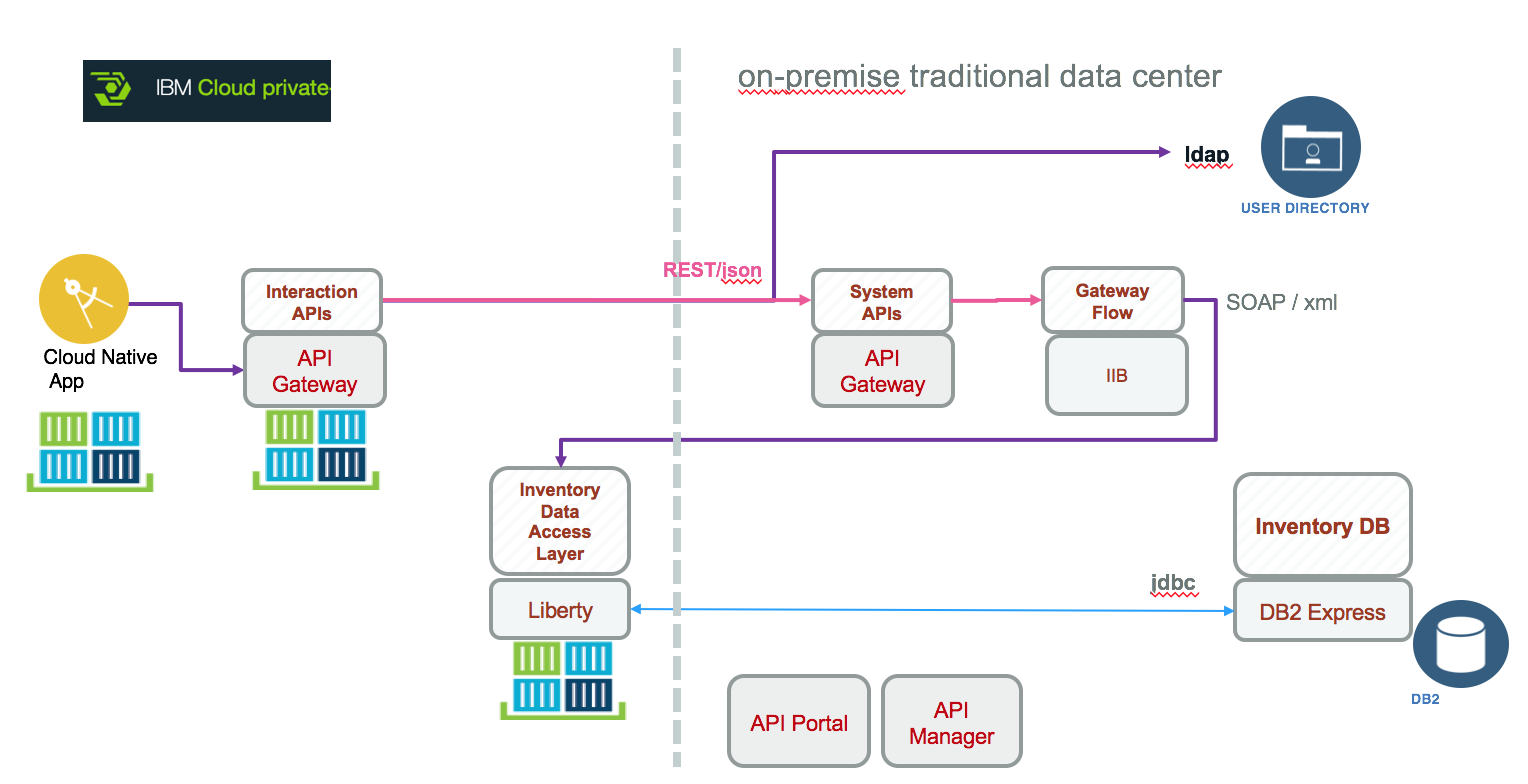 IBM Cloud private
on-premise traditional data center
ldap
USER DIRECTORY
REST/json
Interaction
APIs
System
APIs
Gateway
Flow
SOAP / xml
Cloud Native
App
API
Gateway
API
Gateway
IIB
Inventory
Data
Access
Layer
Inventory DB
jdbc
Liberty
DB2 Express
DB2
API Portal
API
Manager